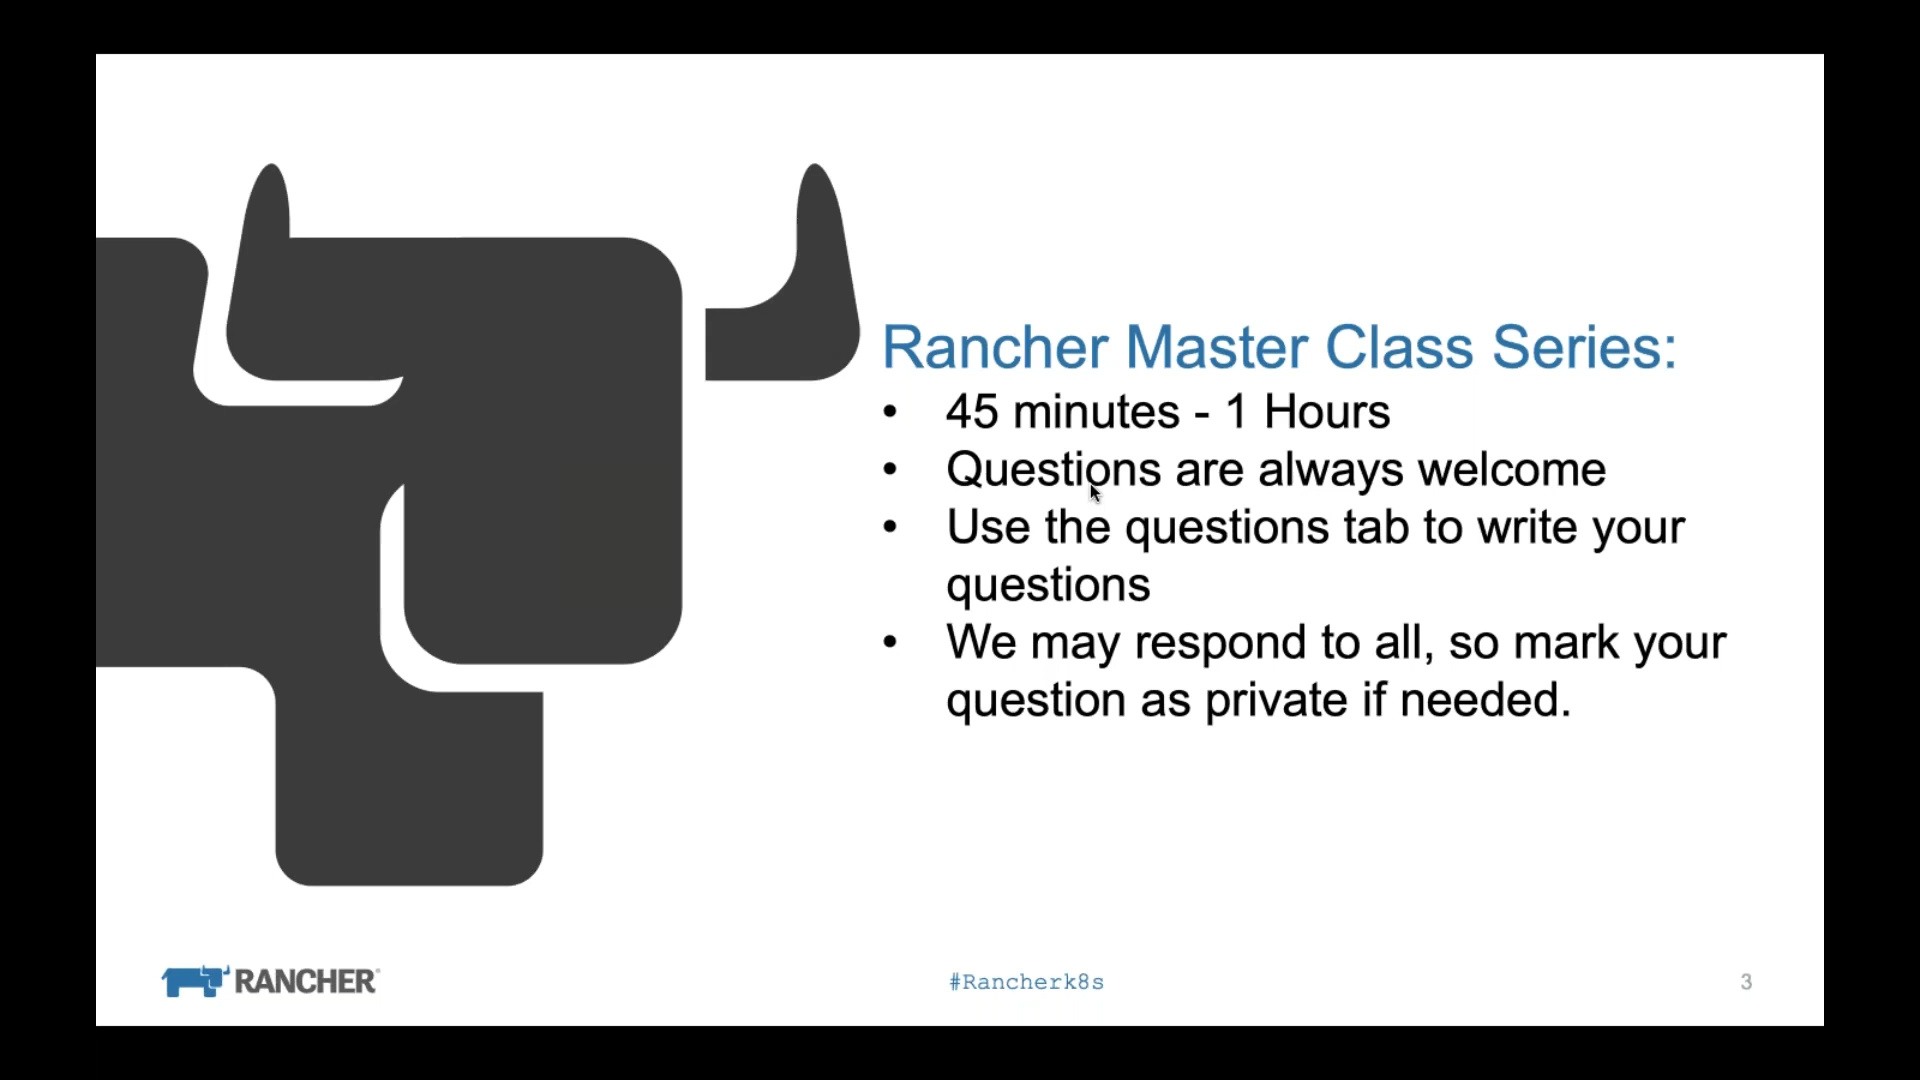 Rancher Master Class Series:
• 45 minutes - 1 Hours
• Questions are always welcome
• Use the questions tab to write your
questions
• We may respond to all, so mark your
question as private if needed.
RANCHER®
#Rancherk8s
3